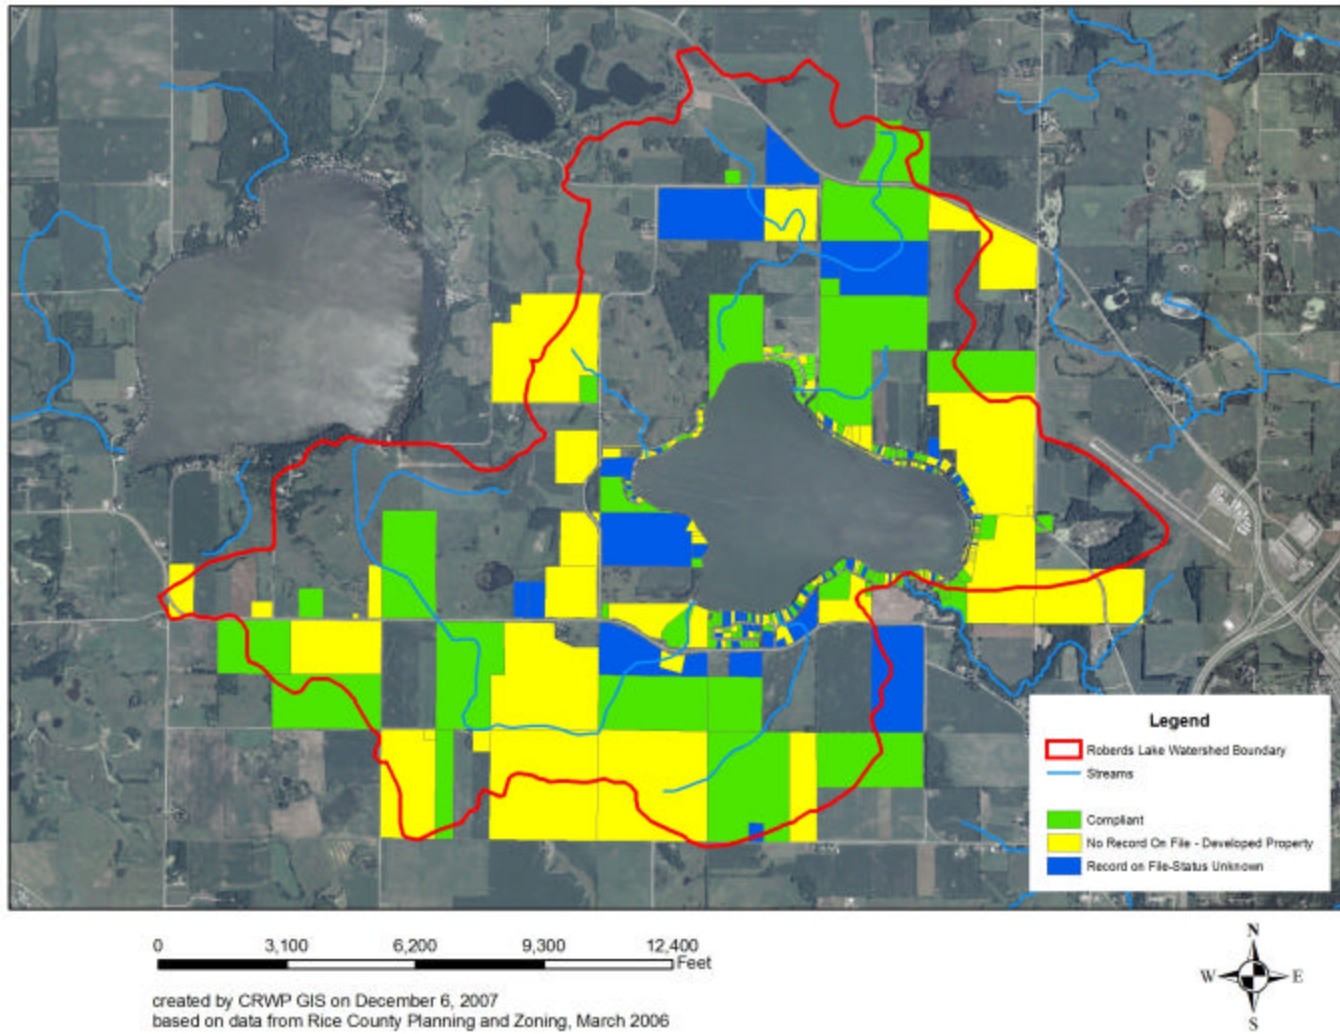 Legend
Roberds Lake Watershed Boundary
Streams
Compliant
No Record On File - Developed Property
Record on File-Status Unknown
0 3,100 6,200 9,300 12,400
Feet
N
W E
S
created by CRWP GIS on December 6, 2007
based on data from Rice County Planning and Zoning, March 2006